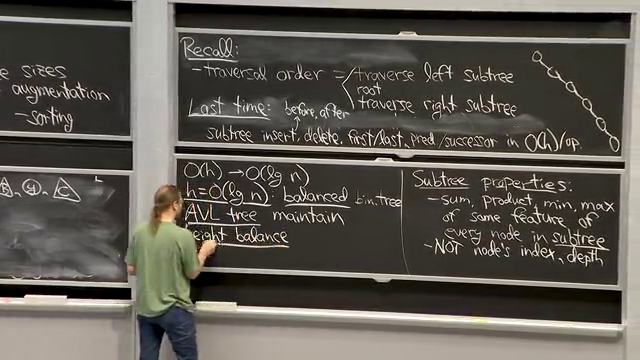 sizes
augmentation
-sorting
Recall:
-traversal order = traverse left subtree
root
traverse right subtree
Last time: before, after
subtree insert, delete, first/last, pred/successor in O(h)/op.
O(h) → O(lg n)
h=O(lg n): balanced bin.tree
AVL tree maintain
eight balance
Subtree properties:
-sum, product, min, max
of same feature of
every node in subtree
-NOT node's index, depth